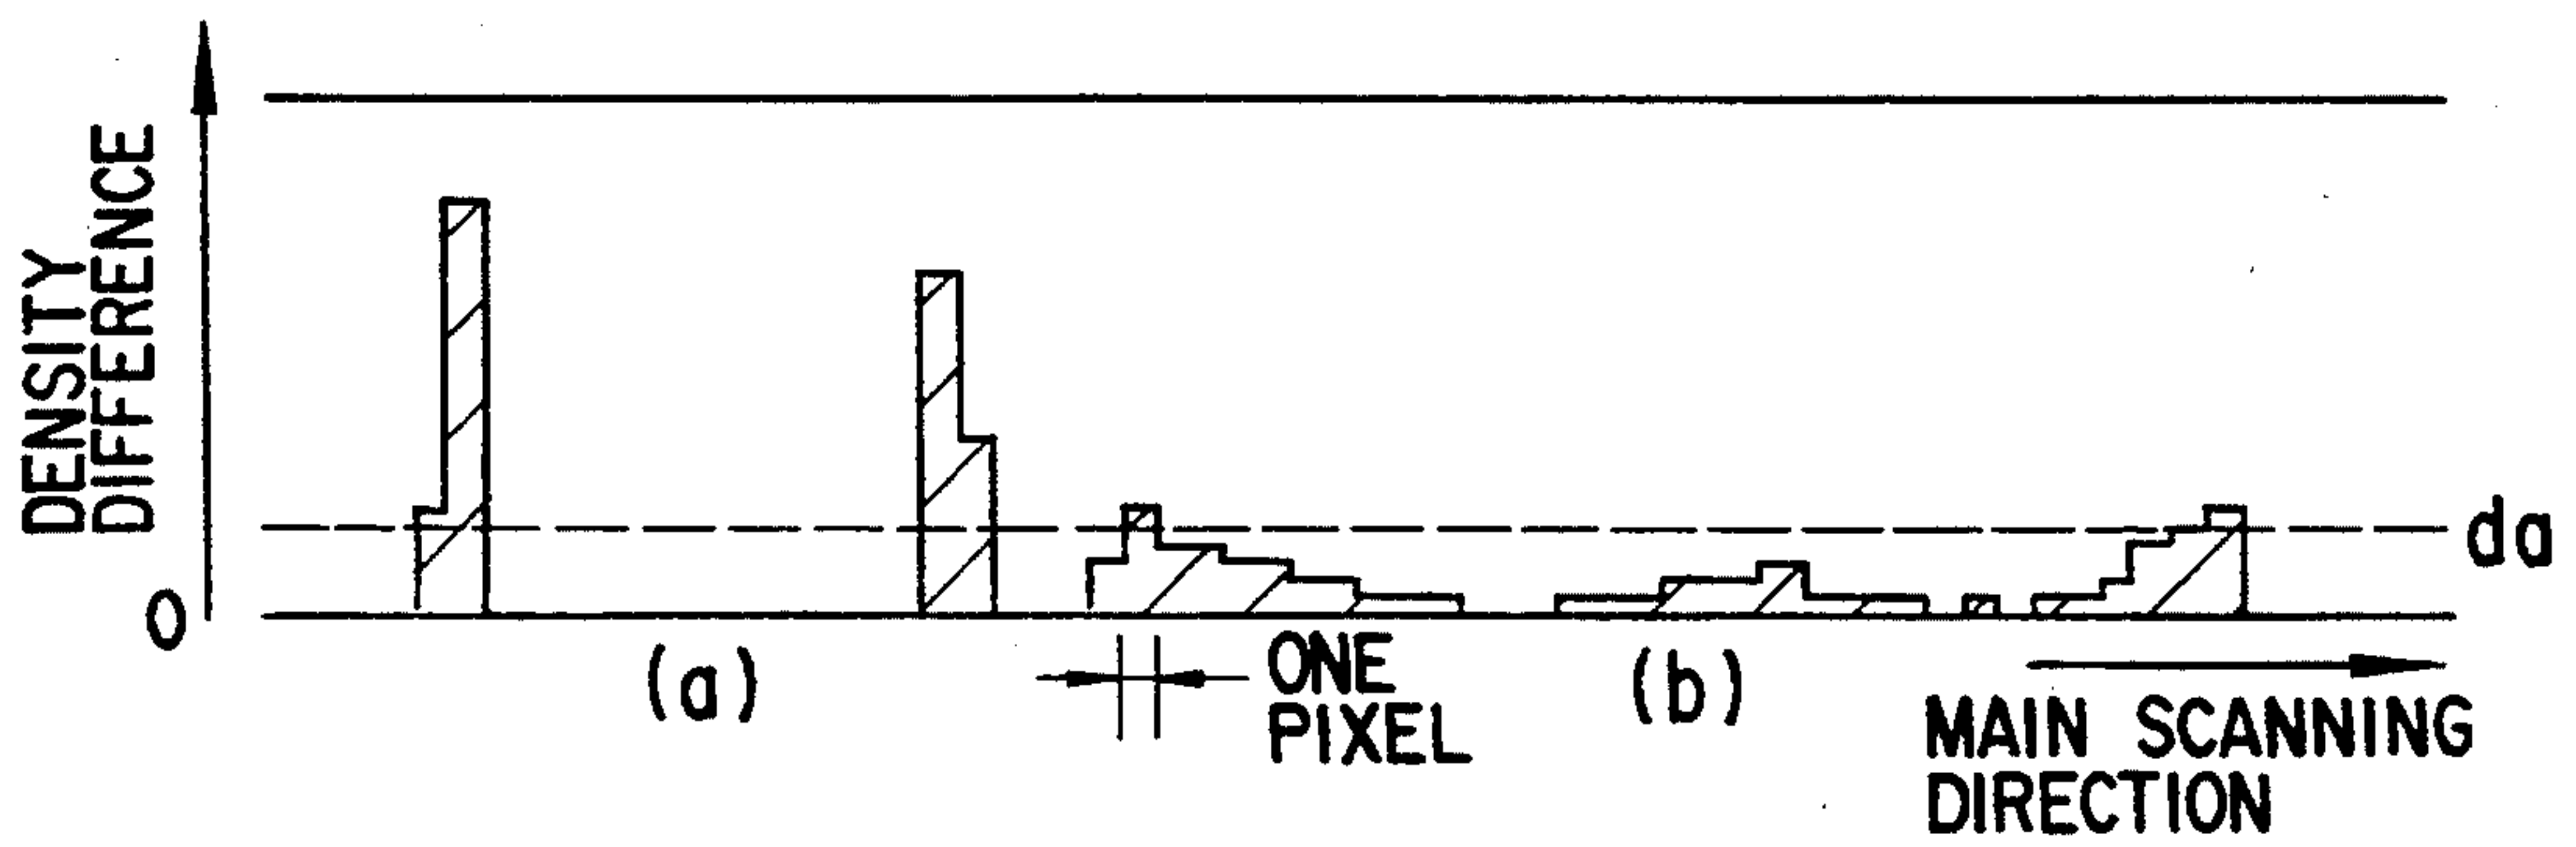 DENSITY
DIFFERENCE
da
0
(a)
ONE
PIXEL
(b)
MAIN SCANNING
DIRECTION